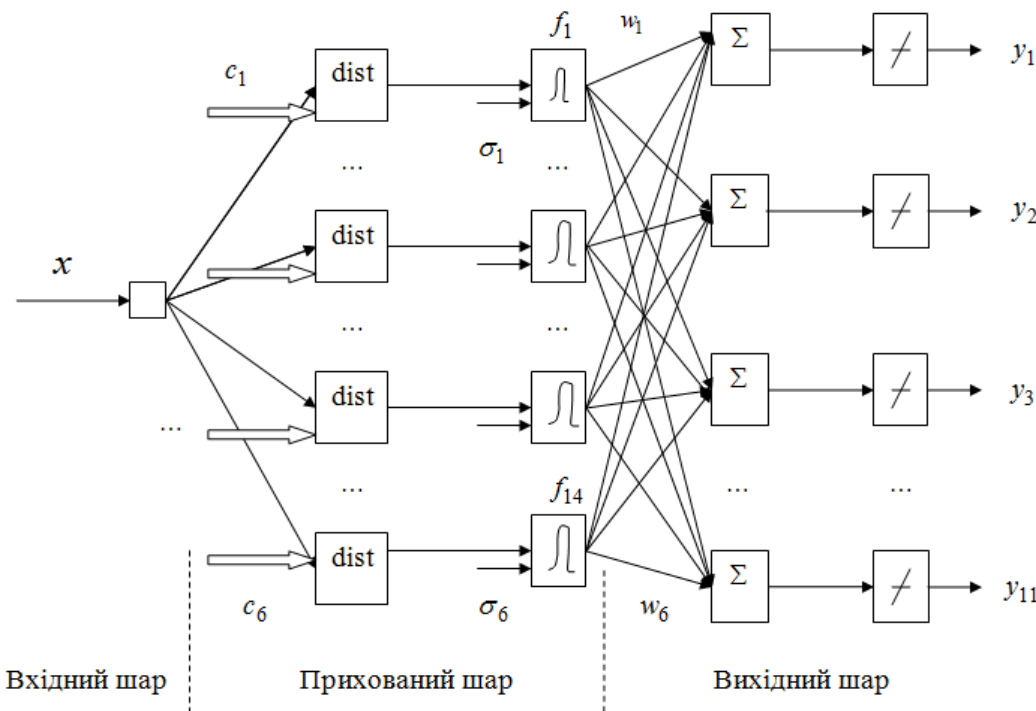 f1 w1 Σ
c1 dist y1
σ1
... ...
dist Σ y2
x
... ...
dist Σ y3
...
... f14 ... ...
dist Σ y11
c6 σ6 w6
Вхідний шар Прихований шар Вихідний шар